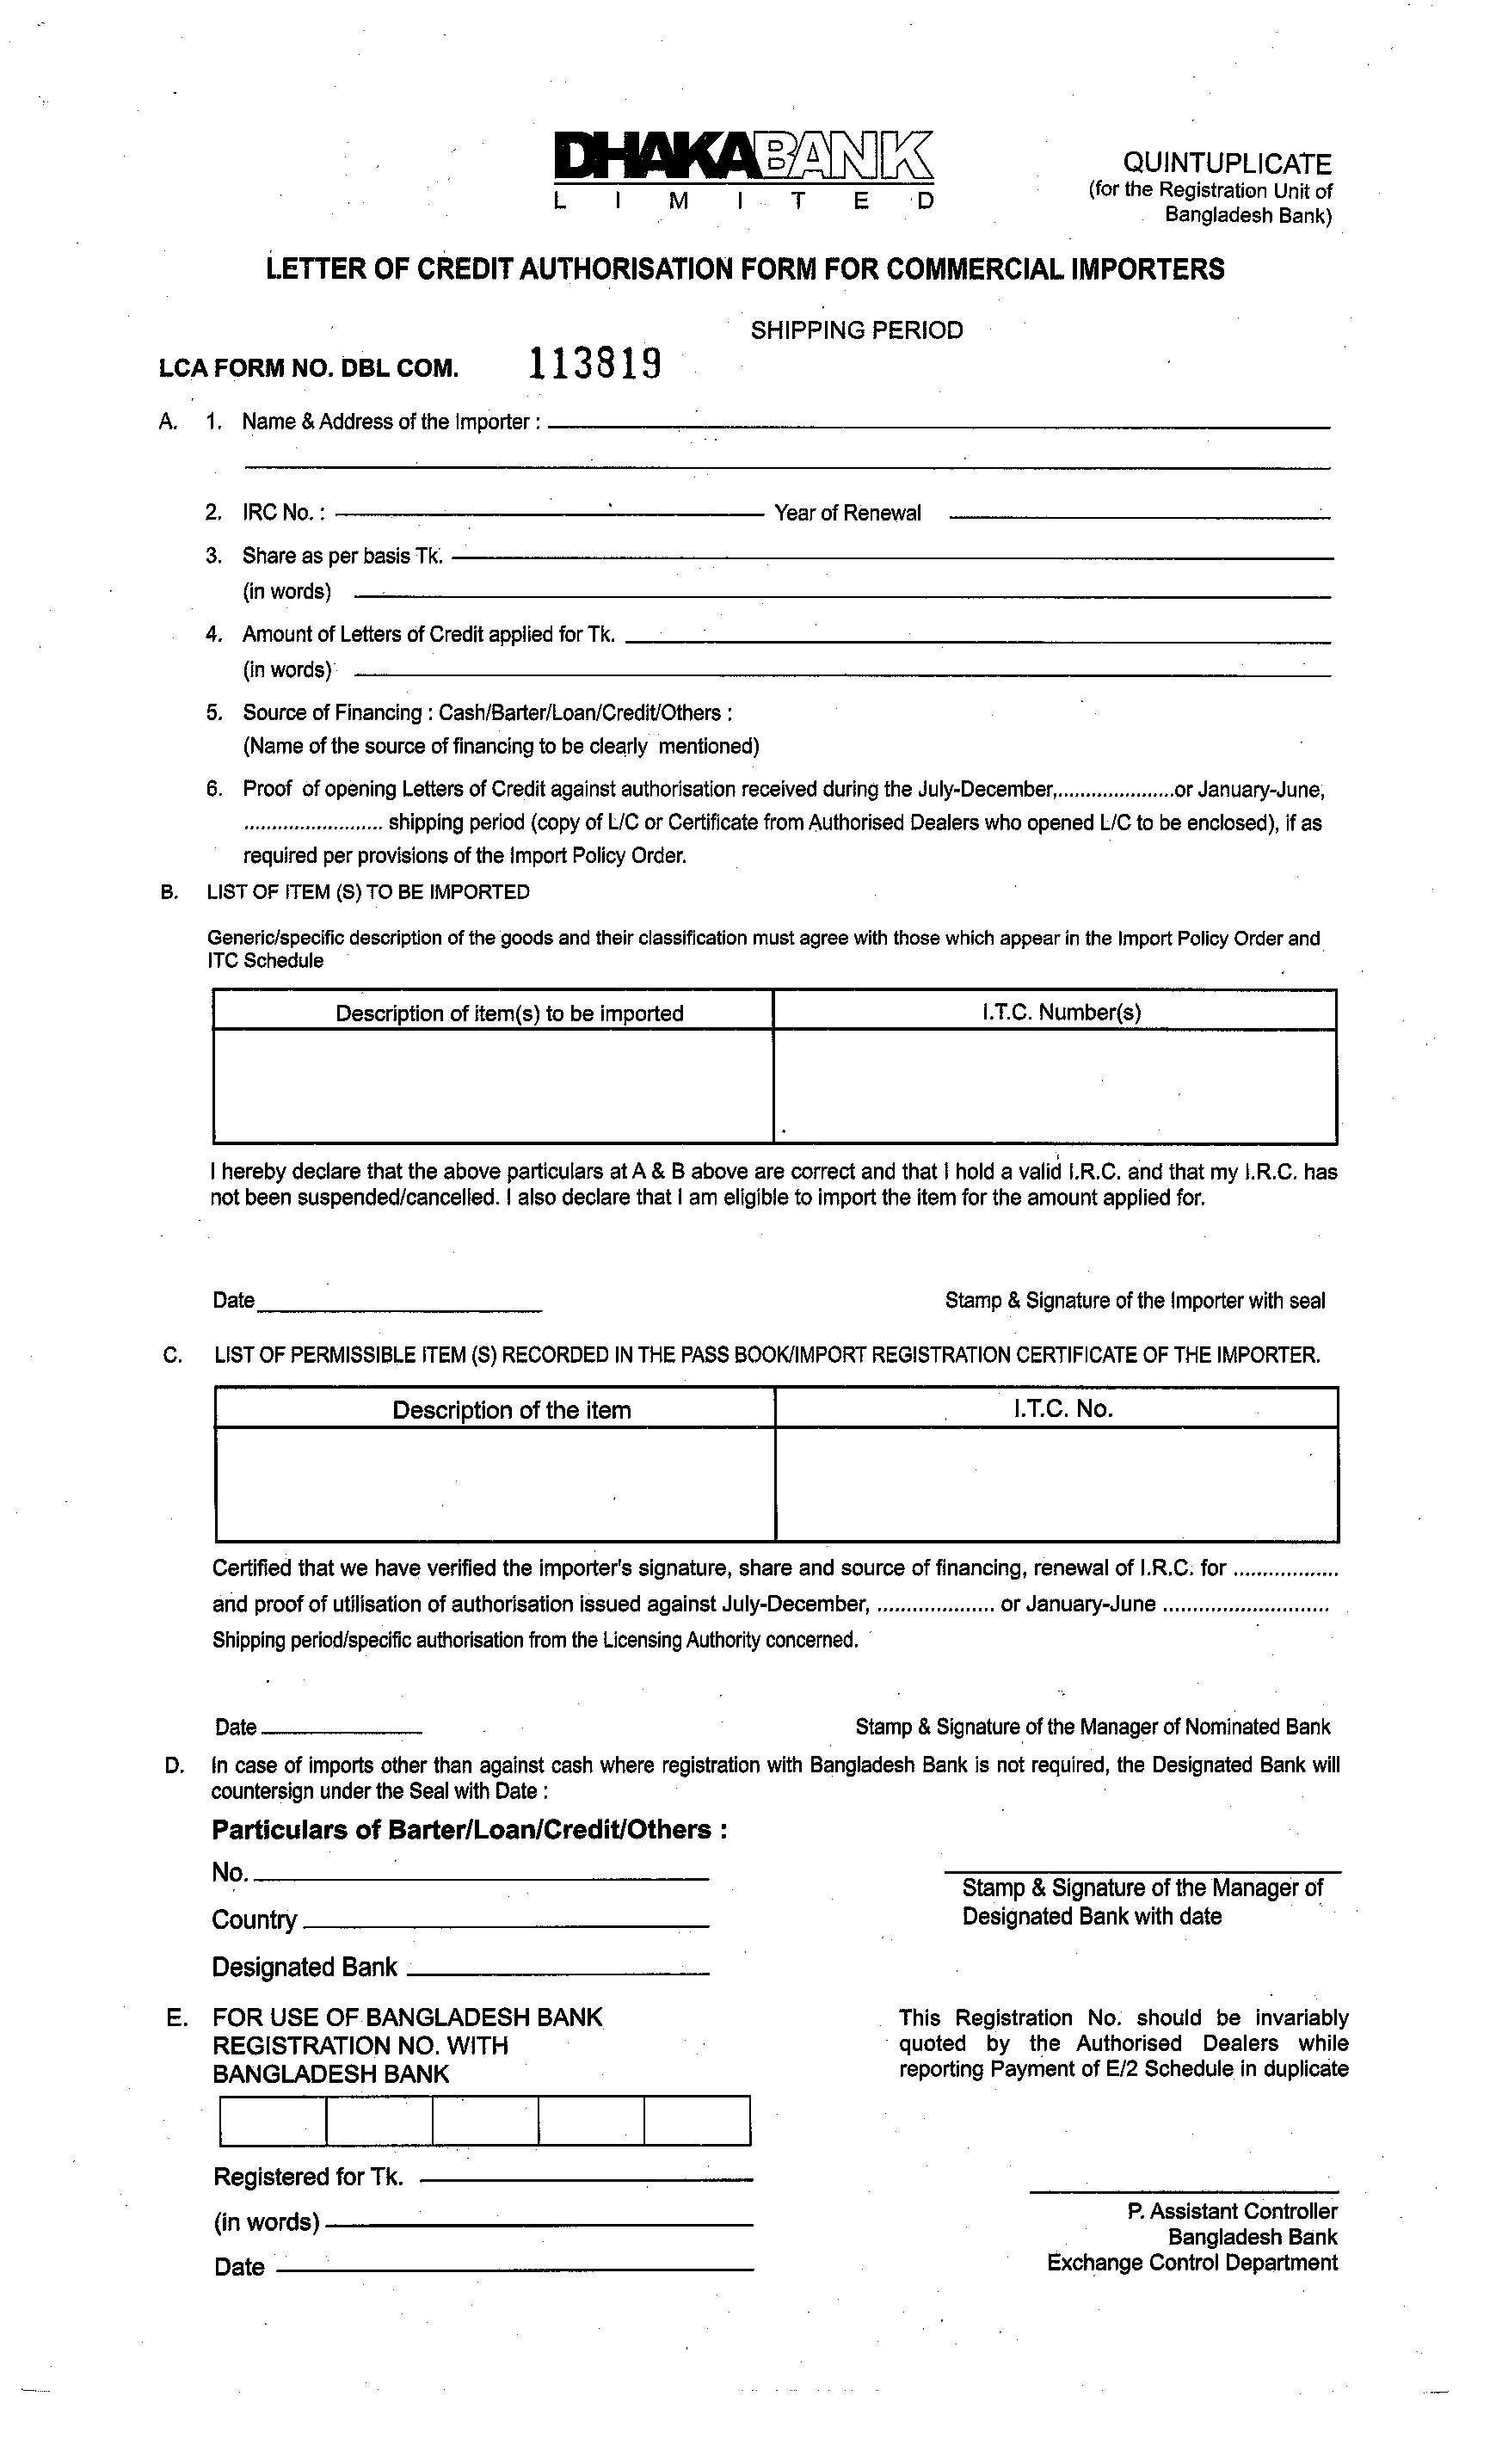 DHAKABANK
LIMITED
QUINTUPLICATE
(for the Registration Unit of
Bangladesh Bank)
LETTER OF CREDIT AUTHORISATION FORM FOR COMMERCIAL IMPORTERS
SHIPPING PERIOD
LCA FORM NO. DBL COM. 113819
A. 1. Name & Address of the Importer :
2. IRC No. : Year of Renewal
3. Share as per basis Tk.
(in words)
4. Amount of Letters of Credit applied for Tk.
(in words)
5. Source of Financing : Cash/Barter/Loan/Credit/Others :
(Name of the source of financing to be clearly mentioned)
6. Proof of opening Letters of Credit against authorisation received during the July-December,.....................or January-June,
......................... shipping period (copy of L/C or Certificate from Authorised Dealers who opened L/C to be enclosed), if as
required per provisions of the Import Policy Order.
B. LIST OF ITEM (S) TO BE IMPORTED
Generic/specific description of the goods and their classification must agree with those which appear in the Import Policy Order and
ITC Schedule
Description of item(s) to be imported I.T.C. Number(s)
I hereby declare that the above particulars at A & B above are correct and that I hold a valid I.R.C. and that my I.R.C. has
not been suspended/cancelled. I also declare that I am eligible to import the item for the amount applied for.
Date Stamp & Signature of the Importer with seal
C. LIST OF PERMISSIBLE ITEM (S) RECORDED IN THE PASS BOOK/IMPORT REGISTRATION CERTIFICATE OF THE IMPORTER.
Description of the item I.T.C. No.
Certified that we have verified the importer's signature, share and source of financing, renewal of I.R.C. for ..................
and proof of utilisation of authorisation issued against July-December, .................... or January-June ............................
Shipping period/specific authorisation from the Licensing Authority concerned.
Date Stamp & Signature of the Manager of Nominated Bank
D. In case of imports other than against cash where registration with Bangladesh Bank is not required, the Designated Bank will
countersign under the Seal with Date :
Particulars of Barter/Loan/Credit/Others :
No.
Country
Designated Bank
Stamp & Signature of the Manager of
Designated Bank with date
E. FOR USE OF BANGLADESH BANK
REGISTRATION NO. WITH
BANGLADESH BANK
This Registration No. should be invariably
quoted by the Authorised Dealers while
reporting Payment of E/2 Schedule in duplicate
Registered for Tk.
(in words)
Date
P. Assistant Controller
Bangladesh Bank
Exchange Control Department